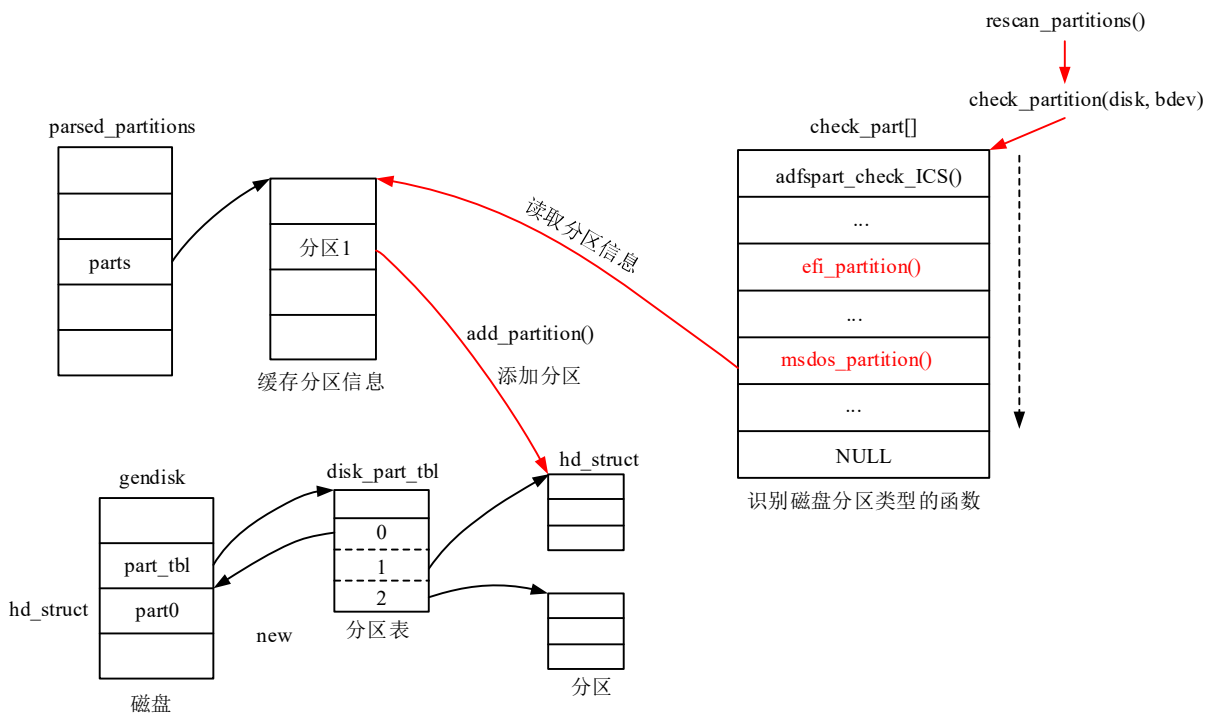 rescan_partitions()
check_partition(disk, bdev)
parsed_partitions
check_part[]
adfspart_check_ICS()
...
efi_partition()
...
msdos_partition()
...
NULL
识别磁盘分区类型的函数
读取分区信息
parts
分区1
缓存分区信息
add_partition()
添加分区
gendisk
disk_part_tbl
hd_struct
part_tbl
part0
hd_struct
0
1
2
new
分区表
磁盘
分区